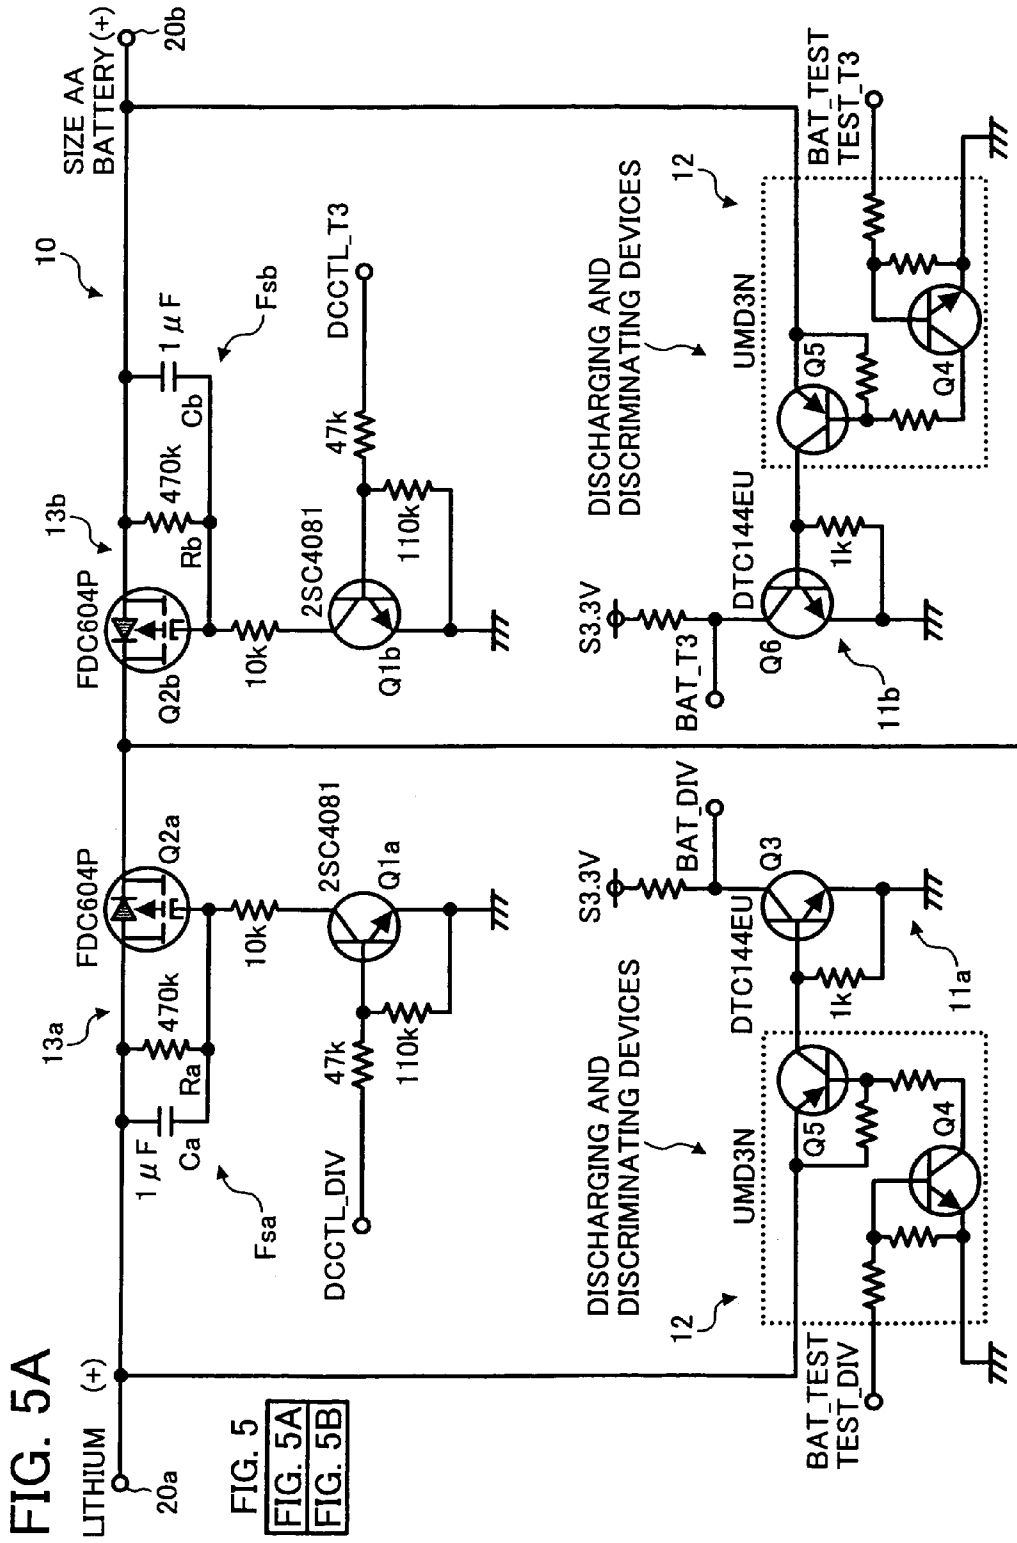 FIG. 5A
LITHIUM (+)
20a
SIZE AA
BATTERY (+)
20b
FIG. 5
FIG. 5A
FIG. 5B
10
13a
FDC604P
Q2a
1μF
Ca
470k
Ra
Fsa
10k
2SC4081
Q1a
47k
110k
DCCTL_DIV
13b
FDC604P
Q2b
470k
Rb
1μF
Cb
Fsb
10k
2SC4081
Q1b
47k
110k
DCCTL_T3
DISCHARGING AND
DISCRIMINATING DEVICES
12
UMD3N
Q5
Q4
BAT_TEST
TEST_DIV
S3.3V
BAT_DIV
DTC144EU
Q3
1k
11a
S3.3V
BAT_T3
DTC144EU
Q6
1k
11b
DISCHARGING AND
DISCRIMINATING DEVICES
12
UMD3N
Q5
Q4
BAT_TEST
TEST_T3